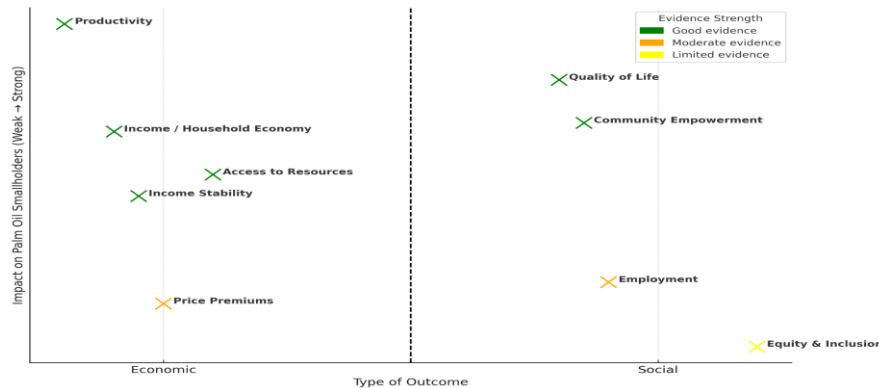 Evidence Strength
Good evidence
Moderate evidence
Limited evidence
Productivity
Quality of Life
Income / Household Economy
Community Empowerment
Access to Resources
Income Stability
Employment
Price Premiums
Equity & Inclusion
Impact on Palm Oil Smallholders (Weak → Strong)
Economic
Social
Type of Outcome